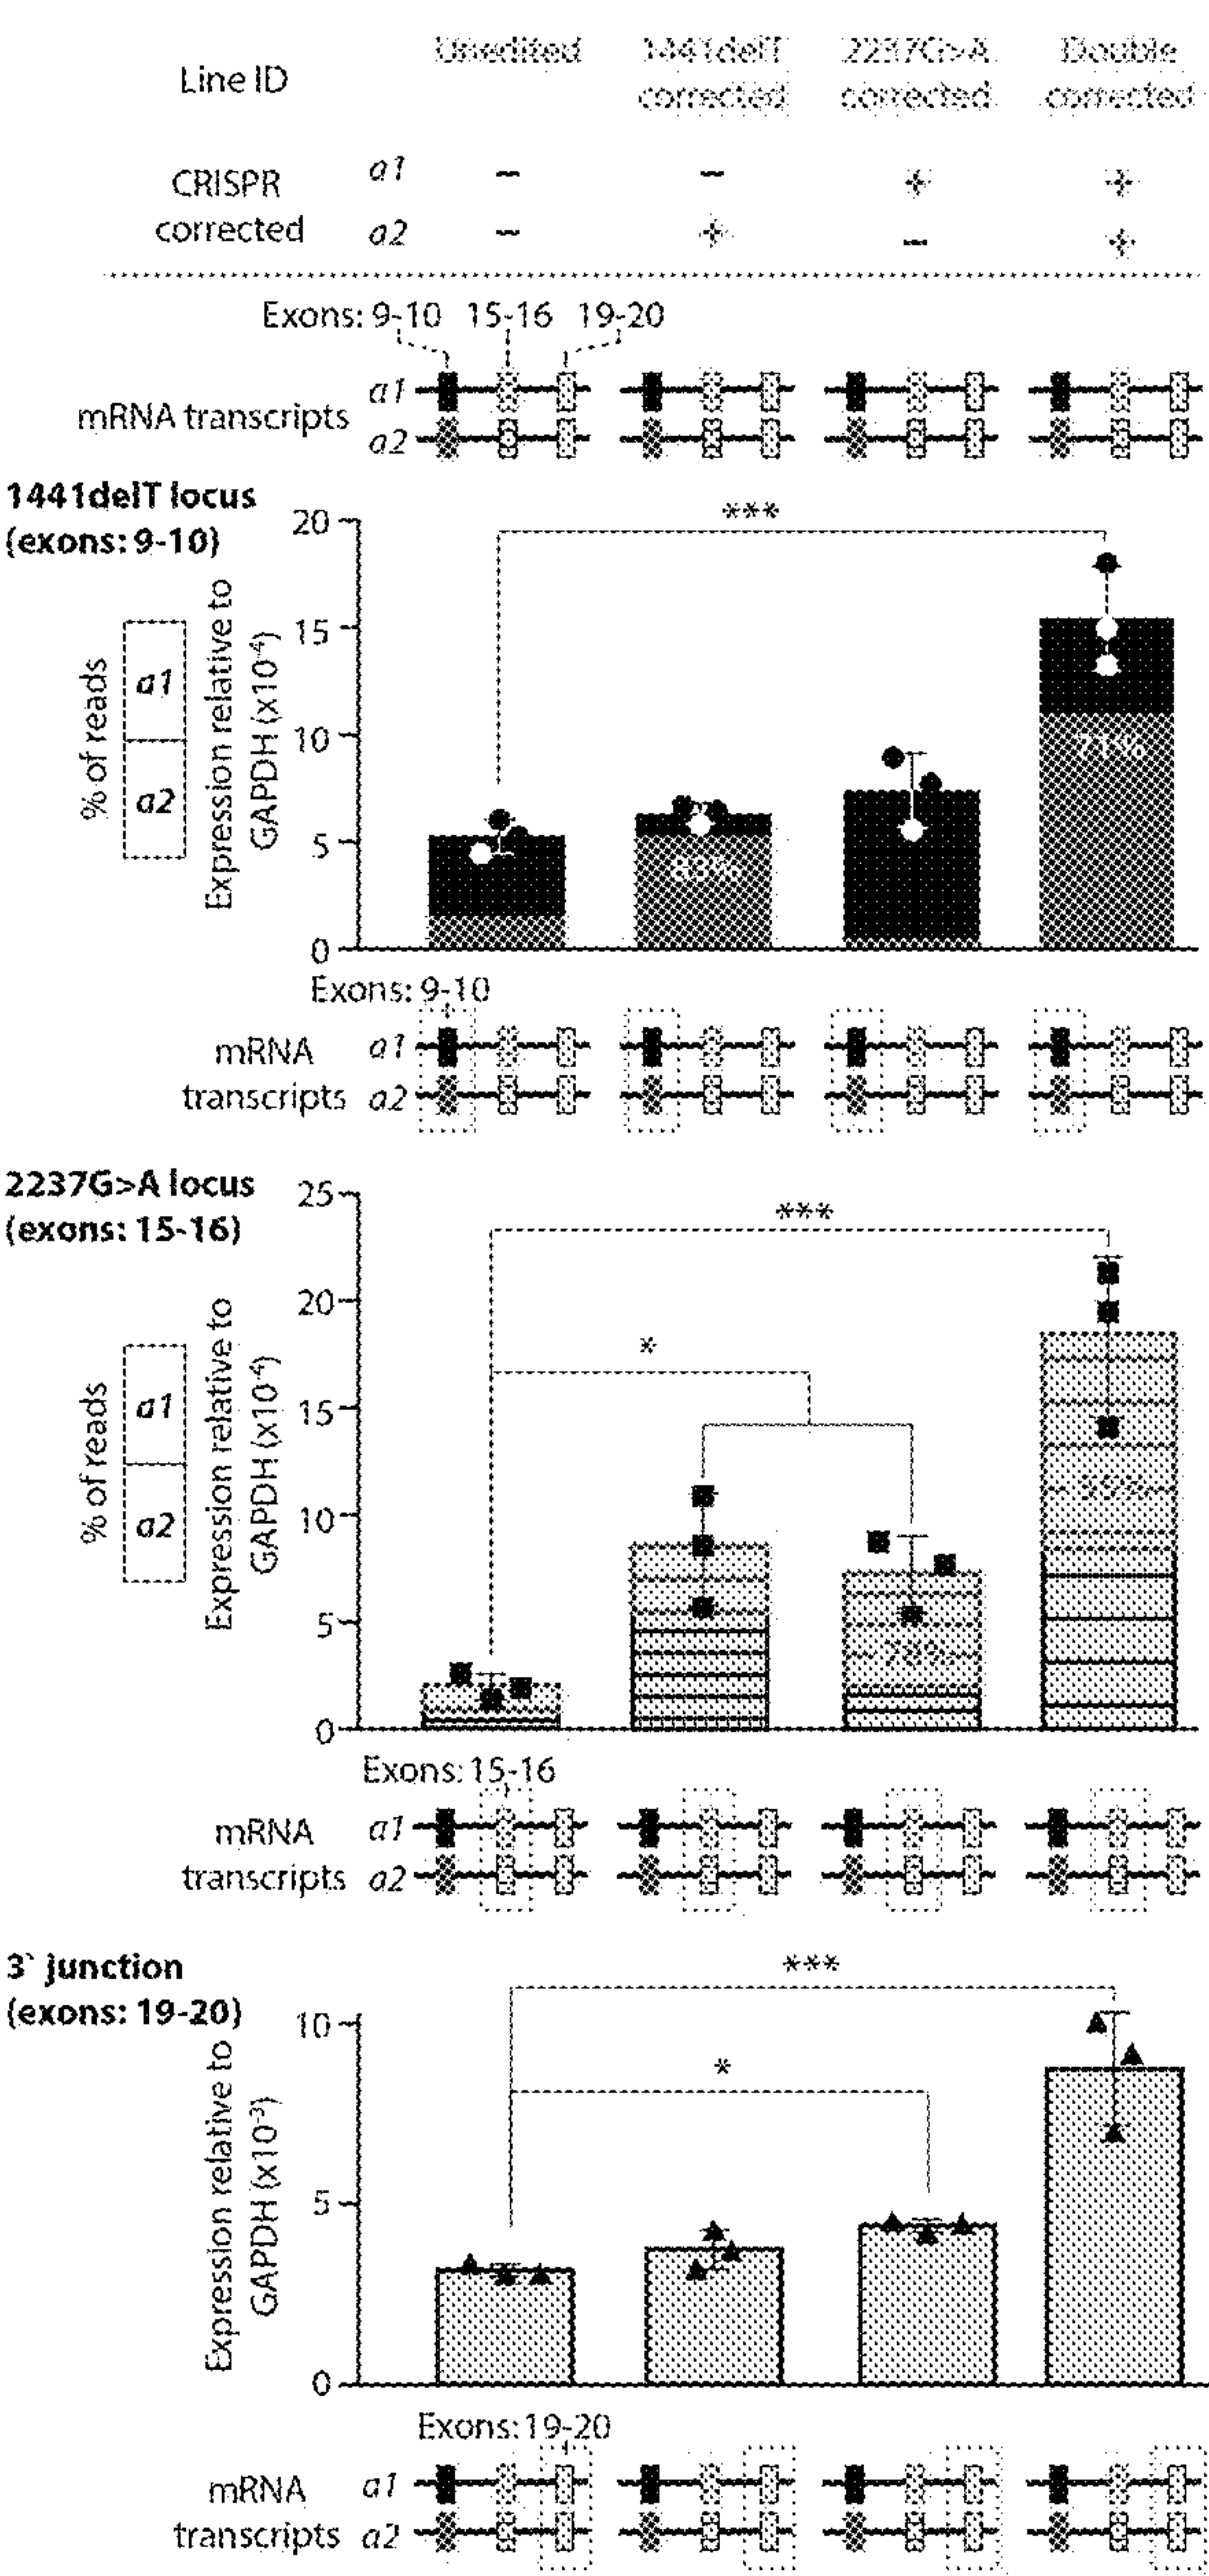 Line ID
Unedited
1441delT corrected
2237G>A corrected
Double corrected
CRISPR corrected
a1 − − + +
a2 − + − +
Exons: 9-10 15-16 19-20
mRNA transcripts
a1
a2
1441delT locus
(exons: 9-10)
% of reads
a1
a2
Expression relative to
GAPDH (x10⁻⁴)
20
15
10
5
0
***
83%
71%
Exons: 9-10
mRNA
transcripts
a1
a2
2237G>A locus
(exons: 15-16)
% of reads
a1
a2
Expression relative to
GAPDH (x10⁻⁴)
25
20
15
10
5
0
***
*
78%
Exons: 15-16
mRNA
transcripts
a1
a2
3` junction
(exons: 19-20)
Expression relative to
GAPDH (x10⁻³)
10
5
0
***
*
Exons: 19-20
mRNA
transcripts
a1
a2